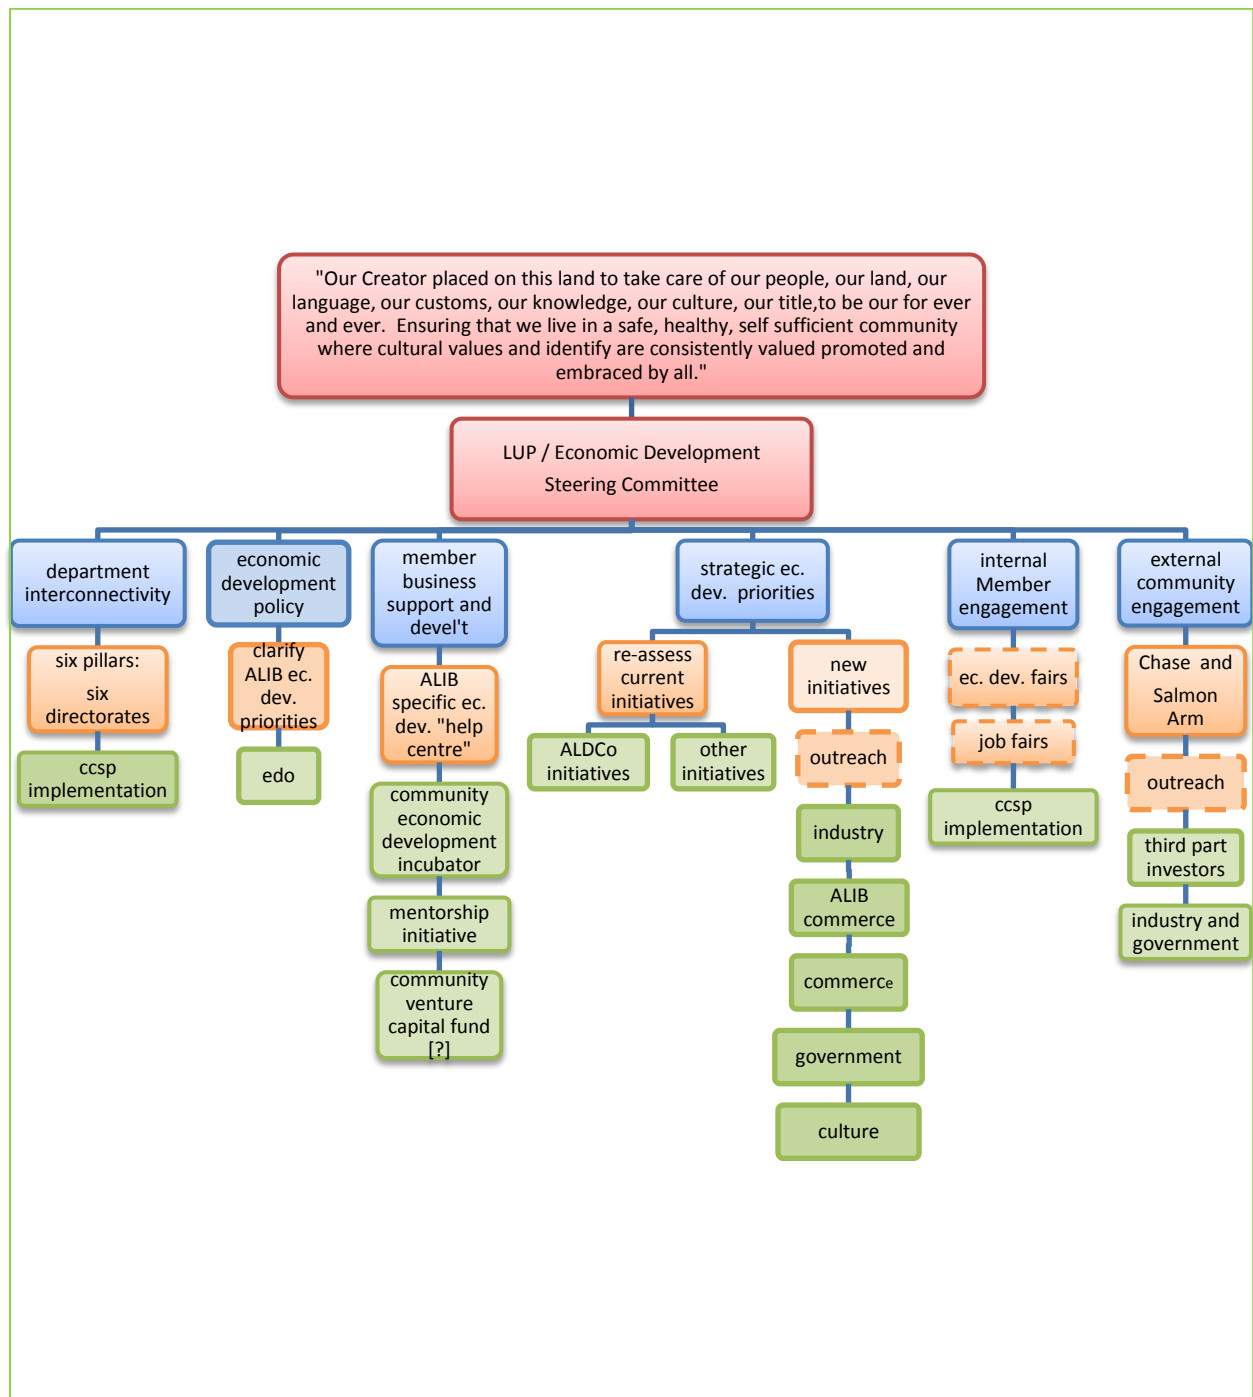 "Our Creator placed on this land to take care of our people, our land, our
language, our customs, our knowledge, our culture, our title,to be our for ever
and ever.  Ensuring that we live in a safe, healthy, self sufficient community
where cultural values and identify are consistently valued promoted and
embraced by all."
LUP / Economic Development
Steering Committee
department
interconnectivity
six pillars:
six
directorates
ccsp
implementation
economic
development
policy
clarify
ALIB ec.
dev.
priorities
edo
member
business
support and
devel't
ALIB
specific ec.
dev. "help
centre"
community
economic
development
incubator
mentorship
initiative
community
venture
capital fund
[?]
strategic ec.
dev.  priorities
re-assess
current
initiatives
ALDCo
initiatives
other
initiatives
new
initiatives
outreach
industry
ALIB
commerce
commerce
government
culture
internal
Member
engagement
ec. dev. fairs
job fairs
ccsp
implementation
external
community
engagement
Chase  and
Salmon
Arm
outreach
third part
investors
industry and
government